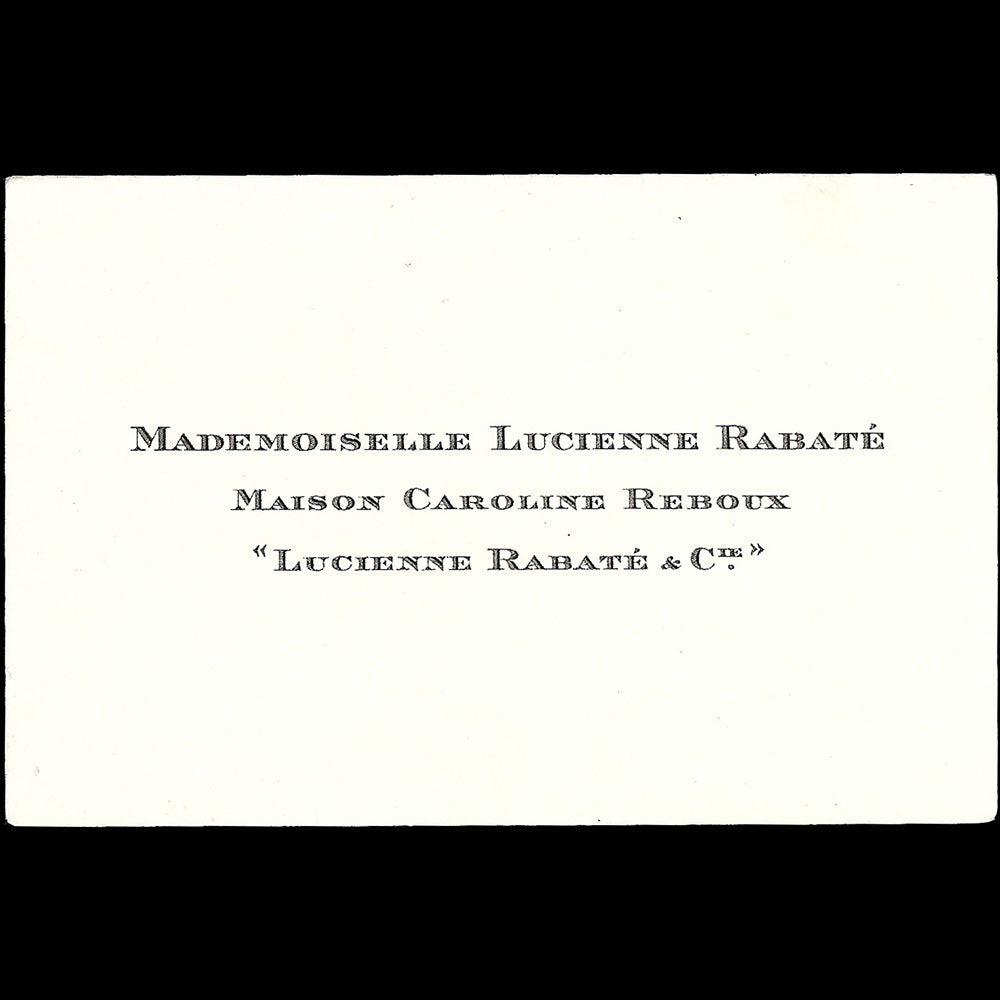 Mademoiselle Lucienne Rabaté
Maison Caroline Reboux
“Lucienne Rabaté & Cie.”